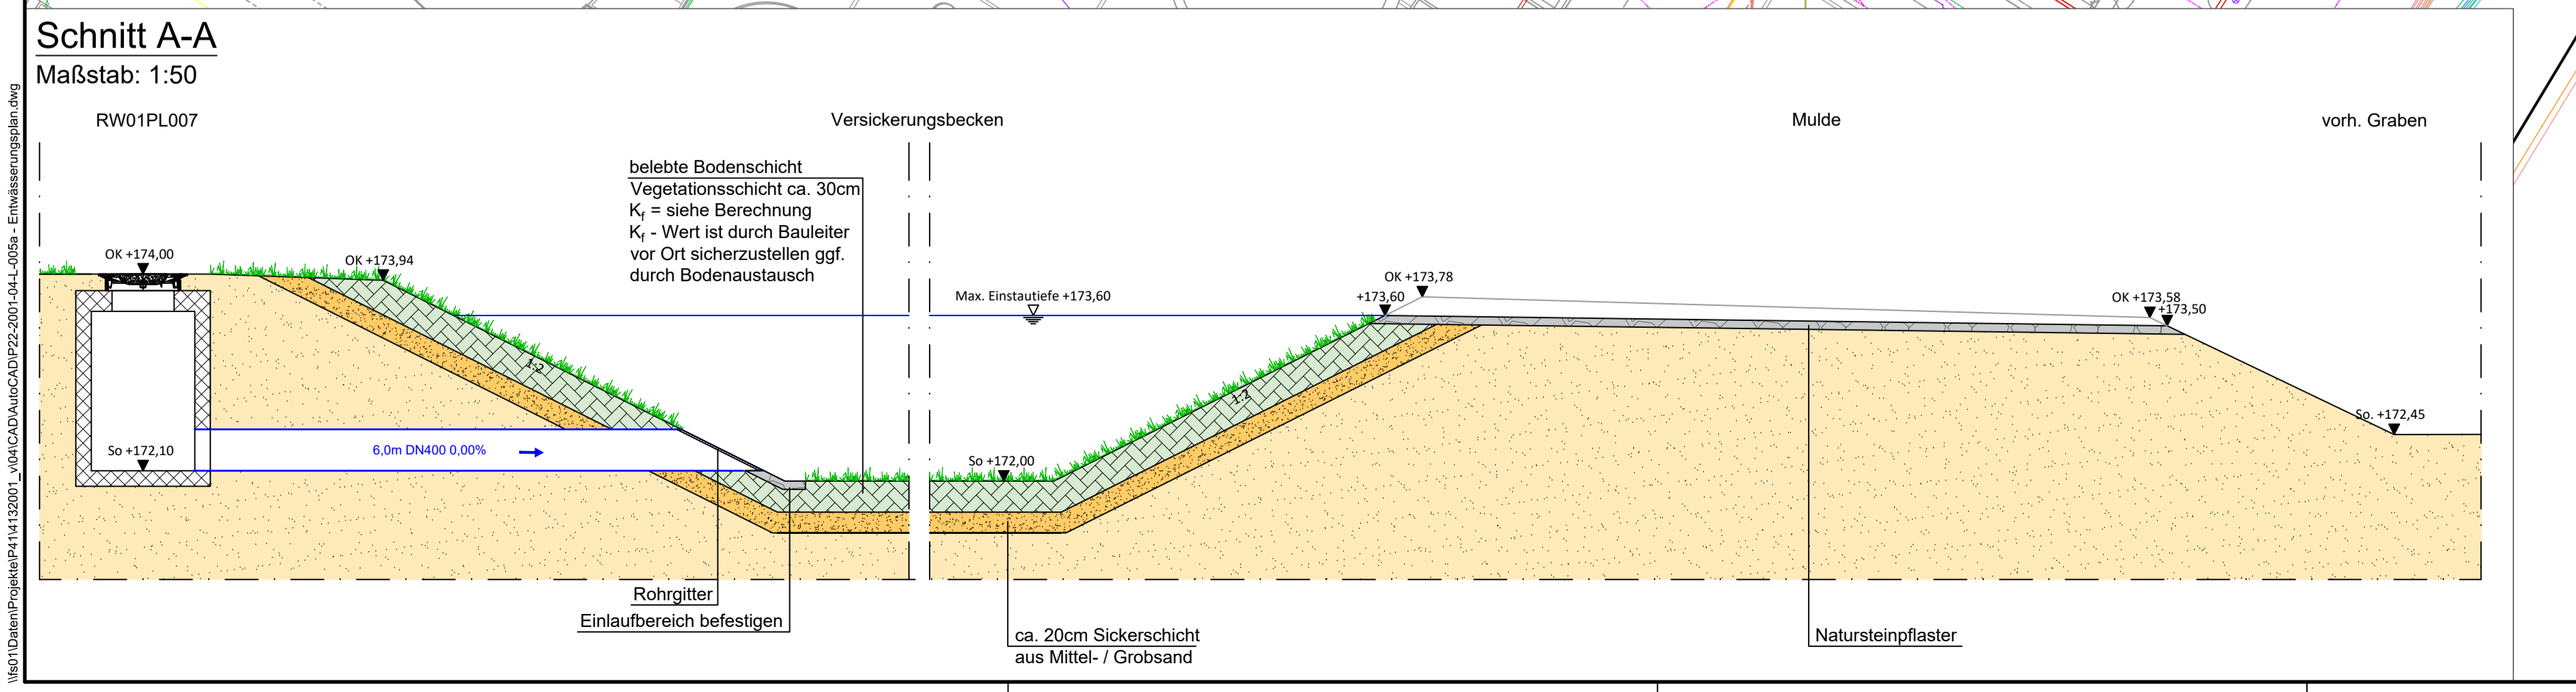 Schnitt A-A
Maßstab: 1:50
RW01PL007
Versickerungsbecken
Mulde
vorh. Graben
belebte Bodenschicht
Vegetationsschicht ca. 30cm
Kf = siehe Berechnung
Kf - Wert ist durch Bauleiter
vor Ort sicherzustellen ggf.
durch Bodenaustausch
OK +174,00
OK +173,94
Max. Einstautiefe +173,60
+173,60
OK +173,78
OK +173,58
+173,50
1:2
1:2
So. +172,45
So +172,10
6,0m DN400 0,00%
So +172,00
Rohrgitter
Einlaufbereich befestigen
ca. 20cm Sickerschicht
aus Mittel- / Grobsand
Natursteinpflaster
\\fs01\Daten\Projekte\P41\4132001_v04\CAD\AutoCAD\P22-2001-04-L-005a - Entwässerungsplan.dwg